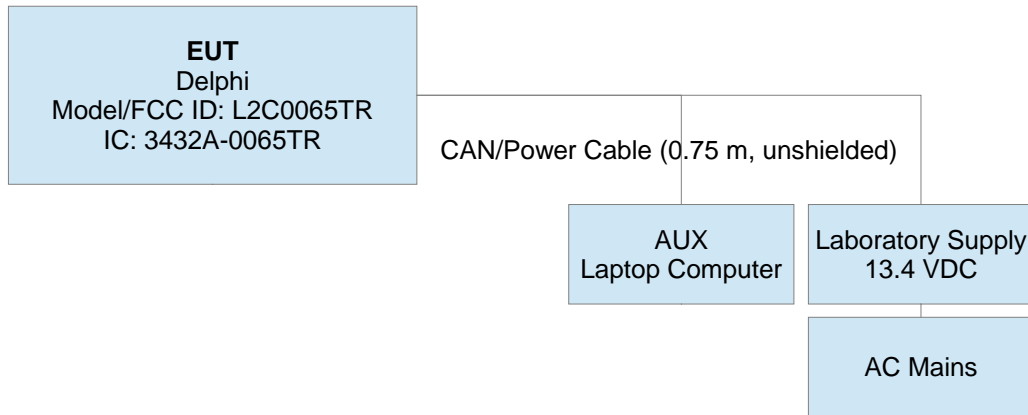 EUT
Delphi
Model/FCC ID: L2C0065TR
IC: 3432A-0065TR
CAN/Power Cable (0.75 m, unshielded)
AUX
Laptop Computer
Laboratory Supply
13.4 VDC
AC Mains